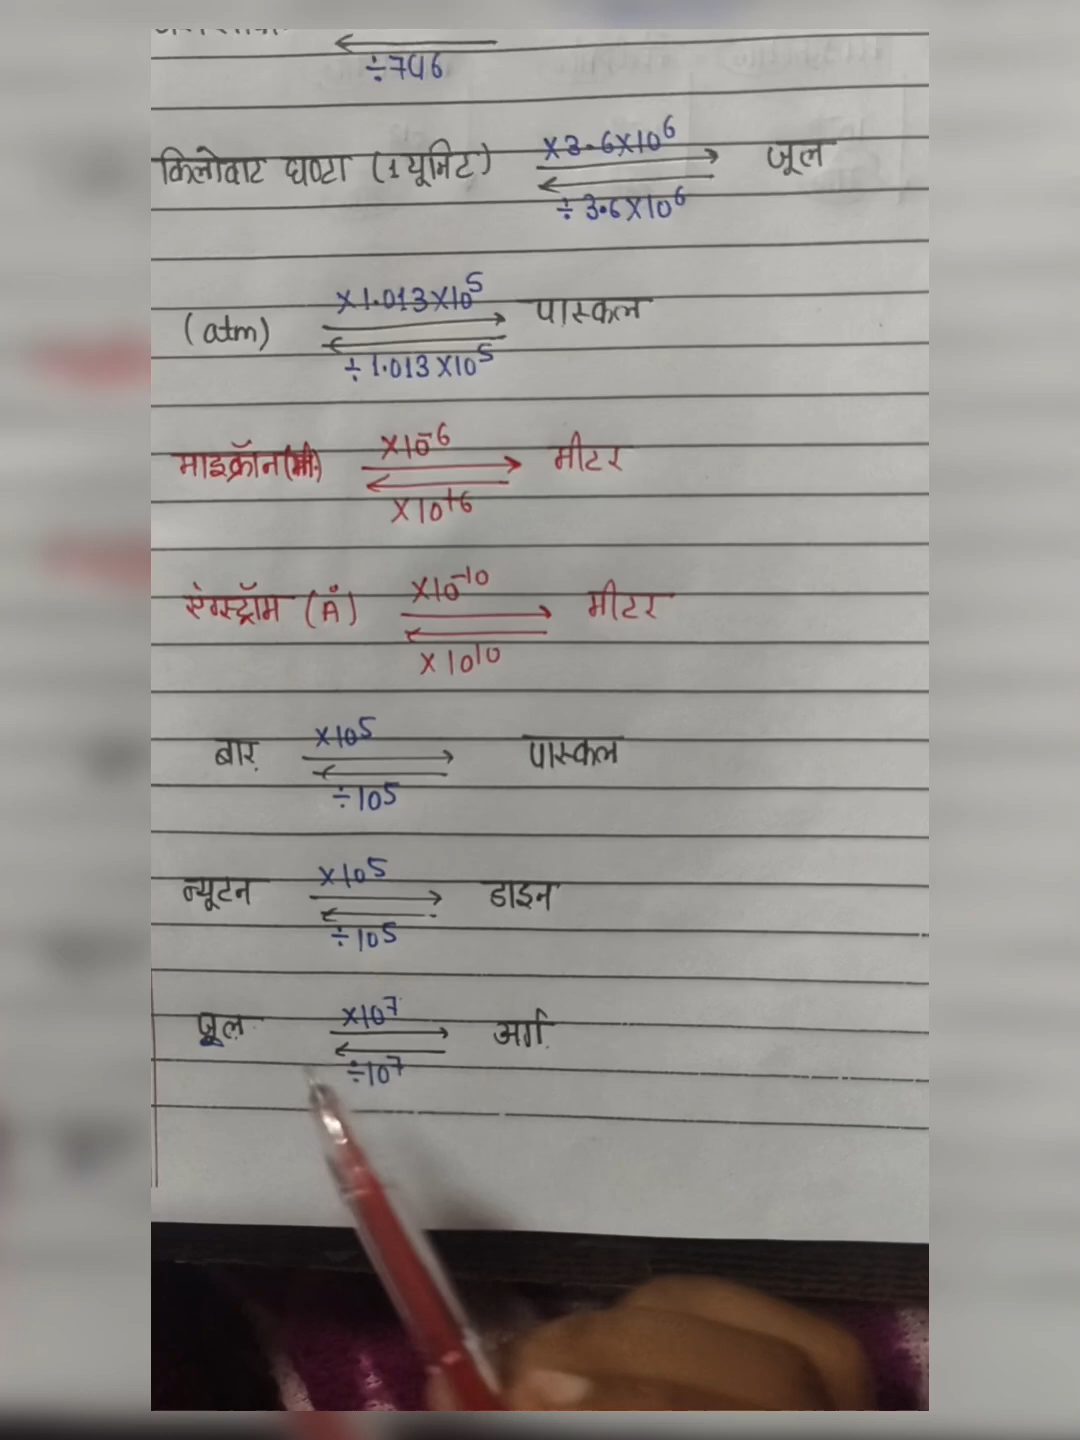 ÷746
किलोवाट घण्टा (1 यूनिट) ×3.6×10⁶ जूल
÷ 3.6×10⁶
×1.013×10⁵
(atm) पास्कल
÷ 1.013×10⁵
माइक्रॉन ×10⁻⁶ मीटर
×10⁺⁶
एंग्स्ट्रॉम (Å) ×10⁻¹⁰ मीटर
×10¹⁰
बार ×10⁵ पास्कल
÷10⁵
न्यूटन ×10⁵ डाइन
÷10⁵
जूल ×10⁷ अर्ग
÷10⁷